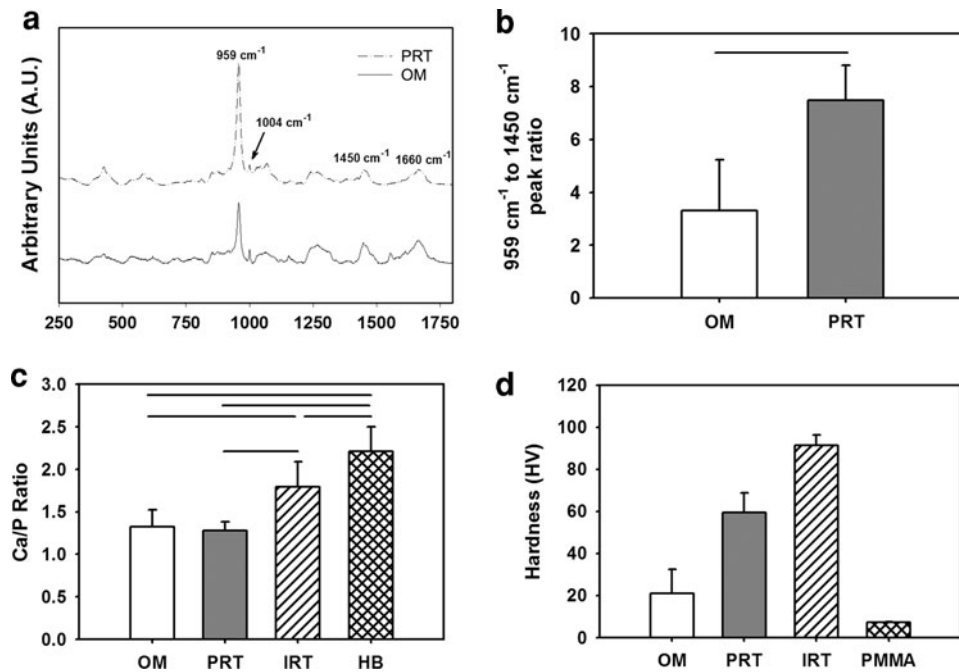 a
959 cm-1
PRT
OM
1004 cm-1
1450 cm-1 1660 cm-1
Arbitrary Units (A.U.)
250 500 750 1000 1250 1500 1750
b
959 cm-1 to 1450 cm-1
peak ratio
10
8
6
4
2
0
OM PRT
c
Ca/P Ratio
3.0
2.5
2.0
1.5
1.0
0.5
0.0
OM PRT IRT HB
d
Hardness (HV)
120
100
80
60
40
20
0
OM PRT IRT PMMA